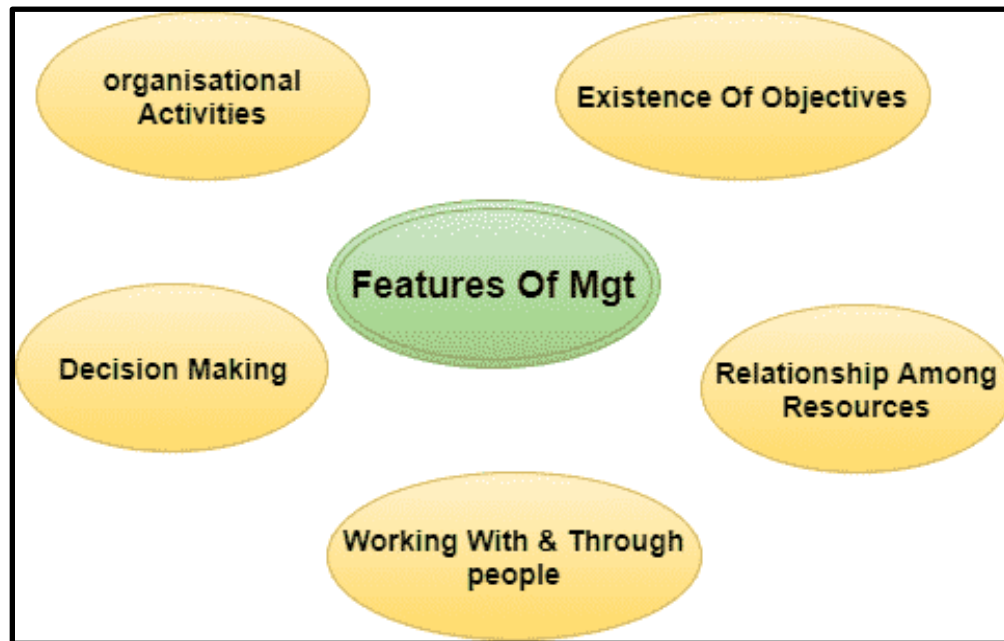 organisational
Activities
Existence Of Objectives
Features Of Mgt
Decision Making
Relationship Among
Resources
Working With & Through
people